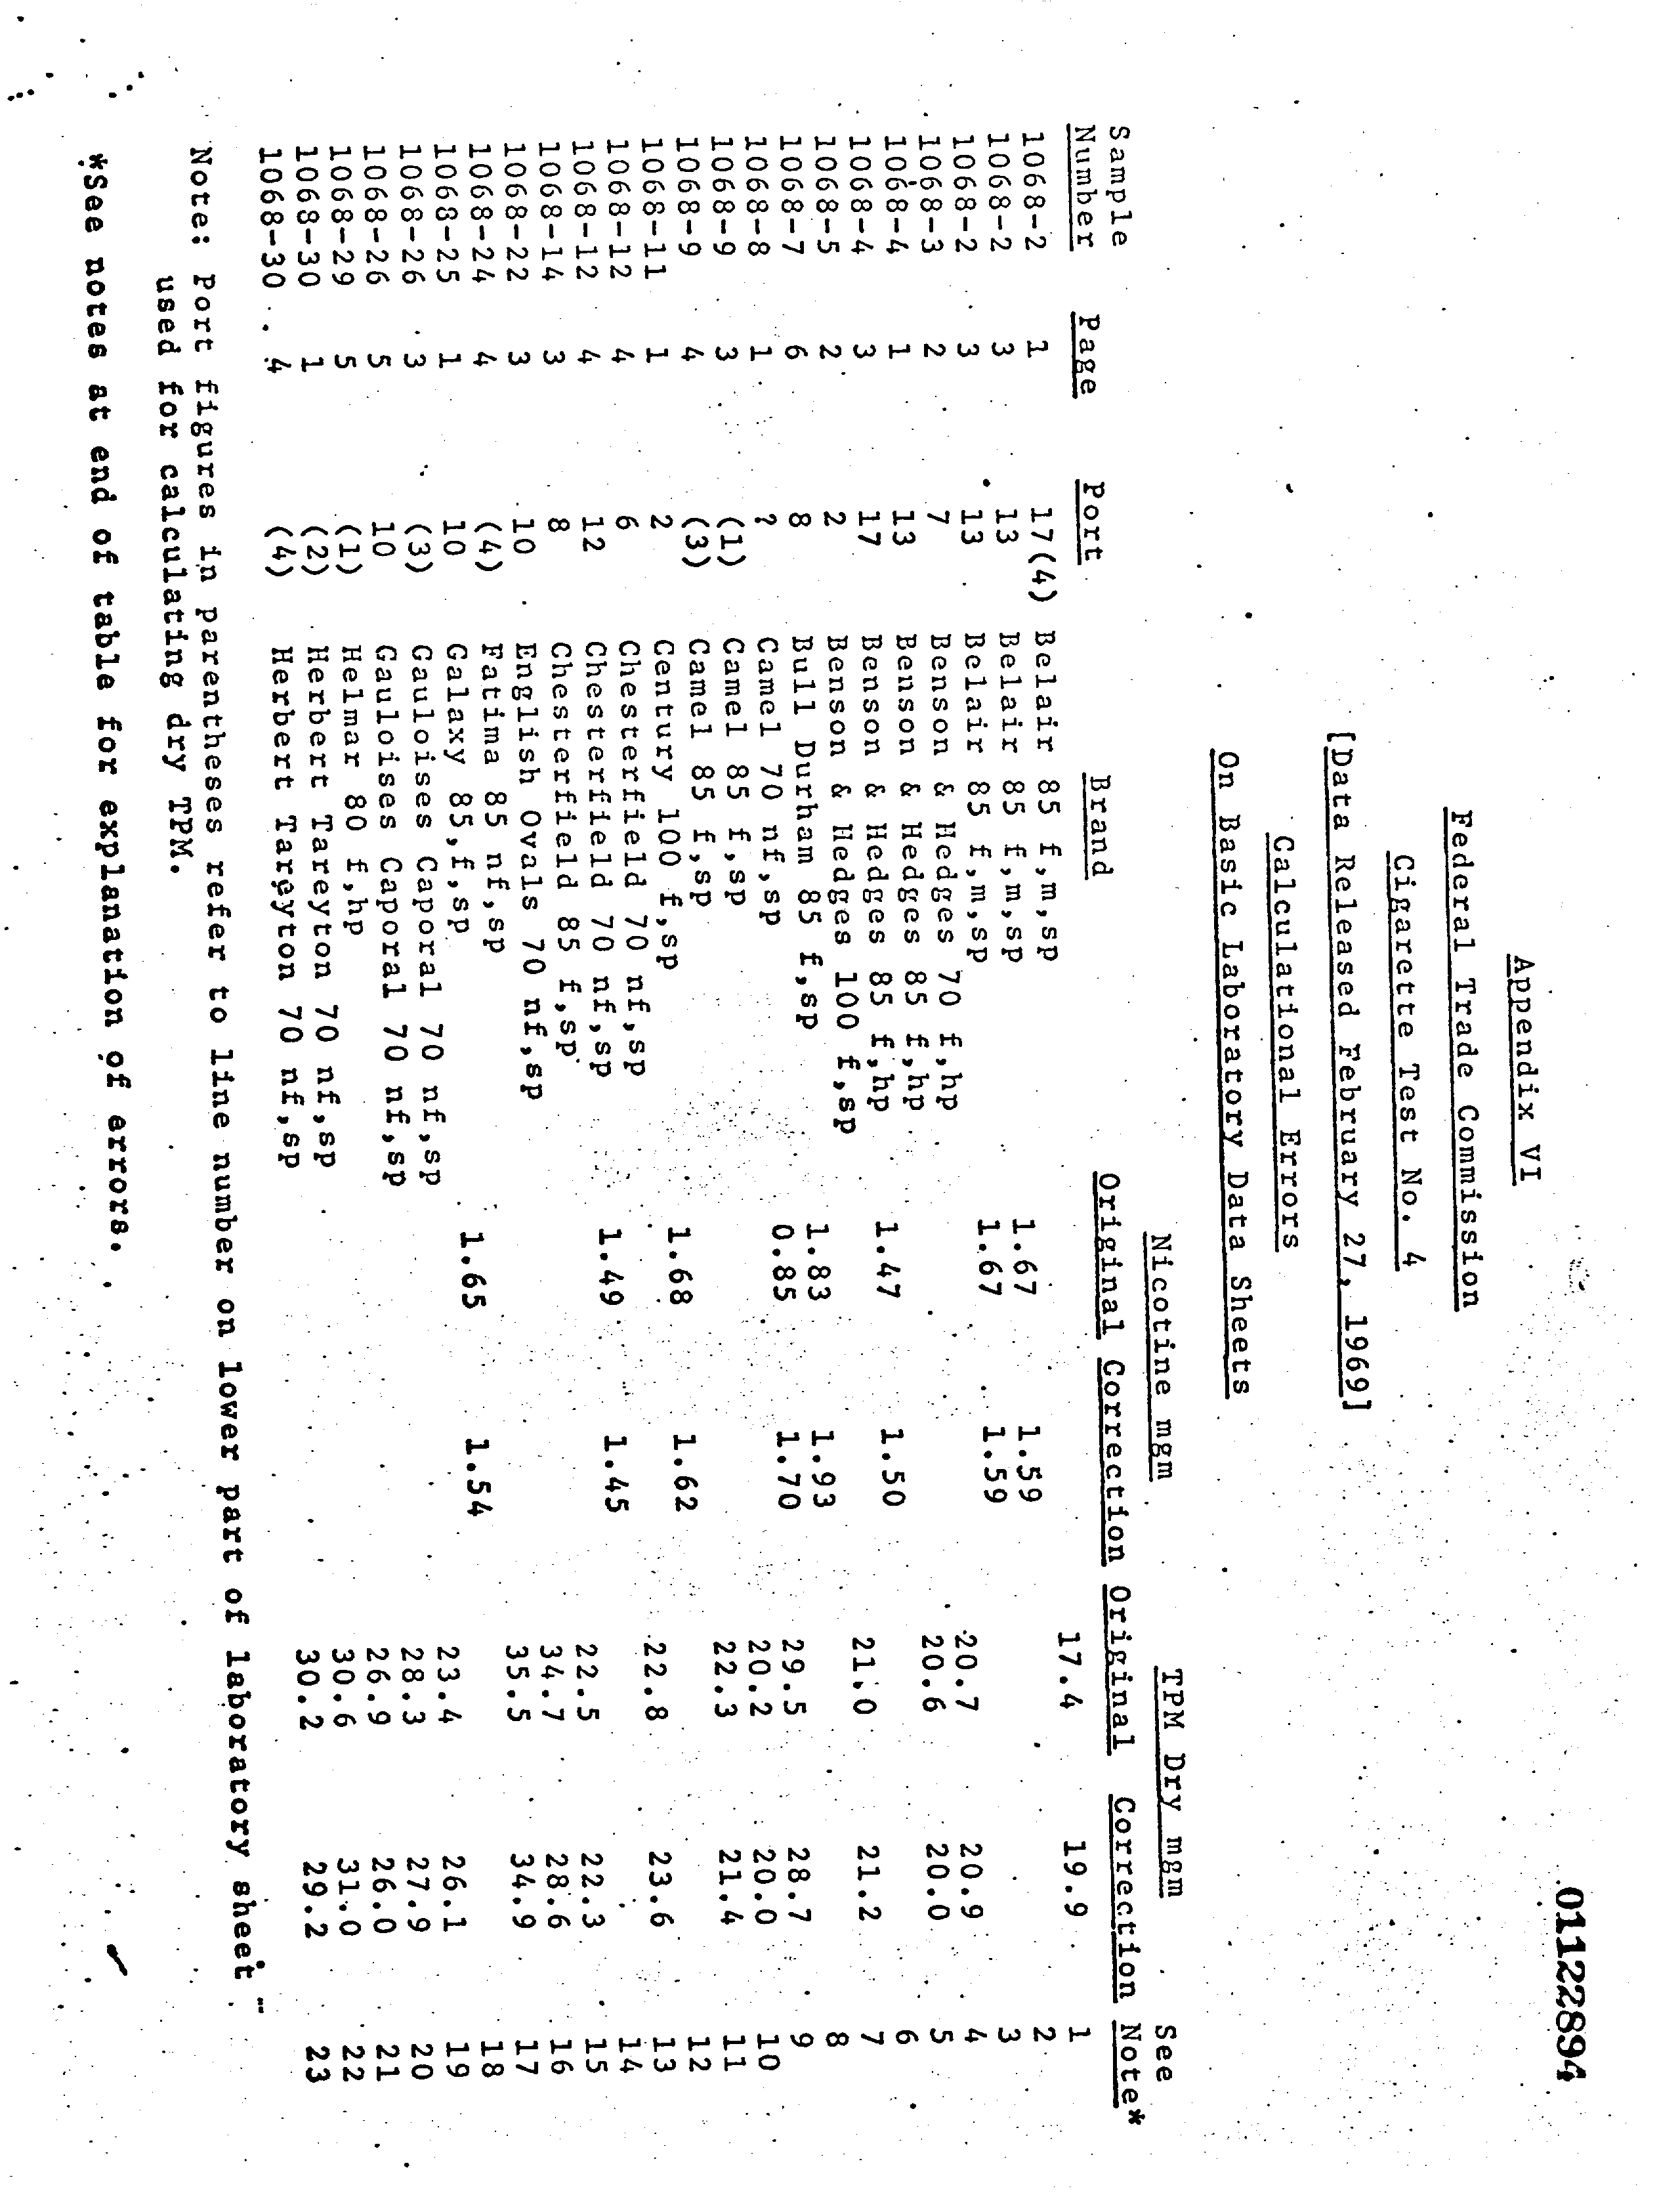 01122894
Appendix VI
Federal Trade Commission
Cigarette Test No. 4
[Data Released February 27, 1969]
Calculational Errors
On Basic Laboratory Data Sheets
Nicotine mgm TPM Dry mgm See
Sample Number Page Port Brand Original Correction Original Correction Note*
1068-2 1 17(4) Belair 85 f,m,sp 17.4 19.9 1
1068-2 3 13 Belair 85 f,m,sp 1.67 1.59 2
1068-2 3 13 Belair 85 f,m,sp 1.67 1.59 3
1068-3 2 7 Benson & Hedges 70 f,hp 20.7 20.9 4
1068-4 1 13 Benson & Hedges 85 f,hp 20.6 20.0 5
1068-4 3 17 Benson & Hedges 85 f,hp 1.47 1.50 6
1068-5 2 2 Benson & Hedges 100 f,sp 21.0 21.2 7
1068-7 6 8 Bull Durham 85 f,sp 1.83 1.93 8
1068-8 1 ? Camel 70 nf,sp 0.85 1.70 29.5 28.7 9
1068-9 3 (1) Camel 85 f,sp 20.2 20.0 10
1068-9 4 (3) Camel 85 f,sp 22.3 21.4 11
1068-11 1 2 Century 100 f,sp 1.68 1.62 12
1068-12 4 6 Chesterfield 70 nf,sp 22.8 23.6 13
1068-12 4 12 Chesterfield 70 nf,sp 1.49 1.45 14
1068-14 3 8 Chesterfield 85 f,sp 22.5 22.3 15
1068-22 3 10 English Ovals 70 nf,sp 34.7 28.6 16
1068-24 4 (4) Fatima 85 nf,sp 35.5 34.9 17
1068-25 1 10 Galaxy 85,f,sp 1.65 1.54 18
1068-26 3 (3) Gauloises Caporal 70 nf,sp 23.4 26.1 19
1068-26 5 10 Gauloises Caporal 70 nf,sp 28.3 27.9 20
1068-29 5 (1) Helmar 80 f,hp 26.9 26.0 21
1068-30 1 (2) Herbert Tareyton 70 nf,sp 30.6 31.0 22
1068-30 4 (4) Herbert Tareyton 70 nf,sp 30.2 29.2 23
Note: Port figures in parentheses refer to line number on lower part of laboratory sheet
used for calculating dry TPM.
*See notes at end of table for explanation of errors.